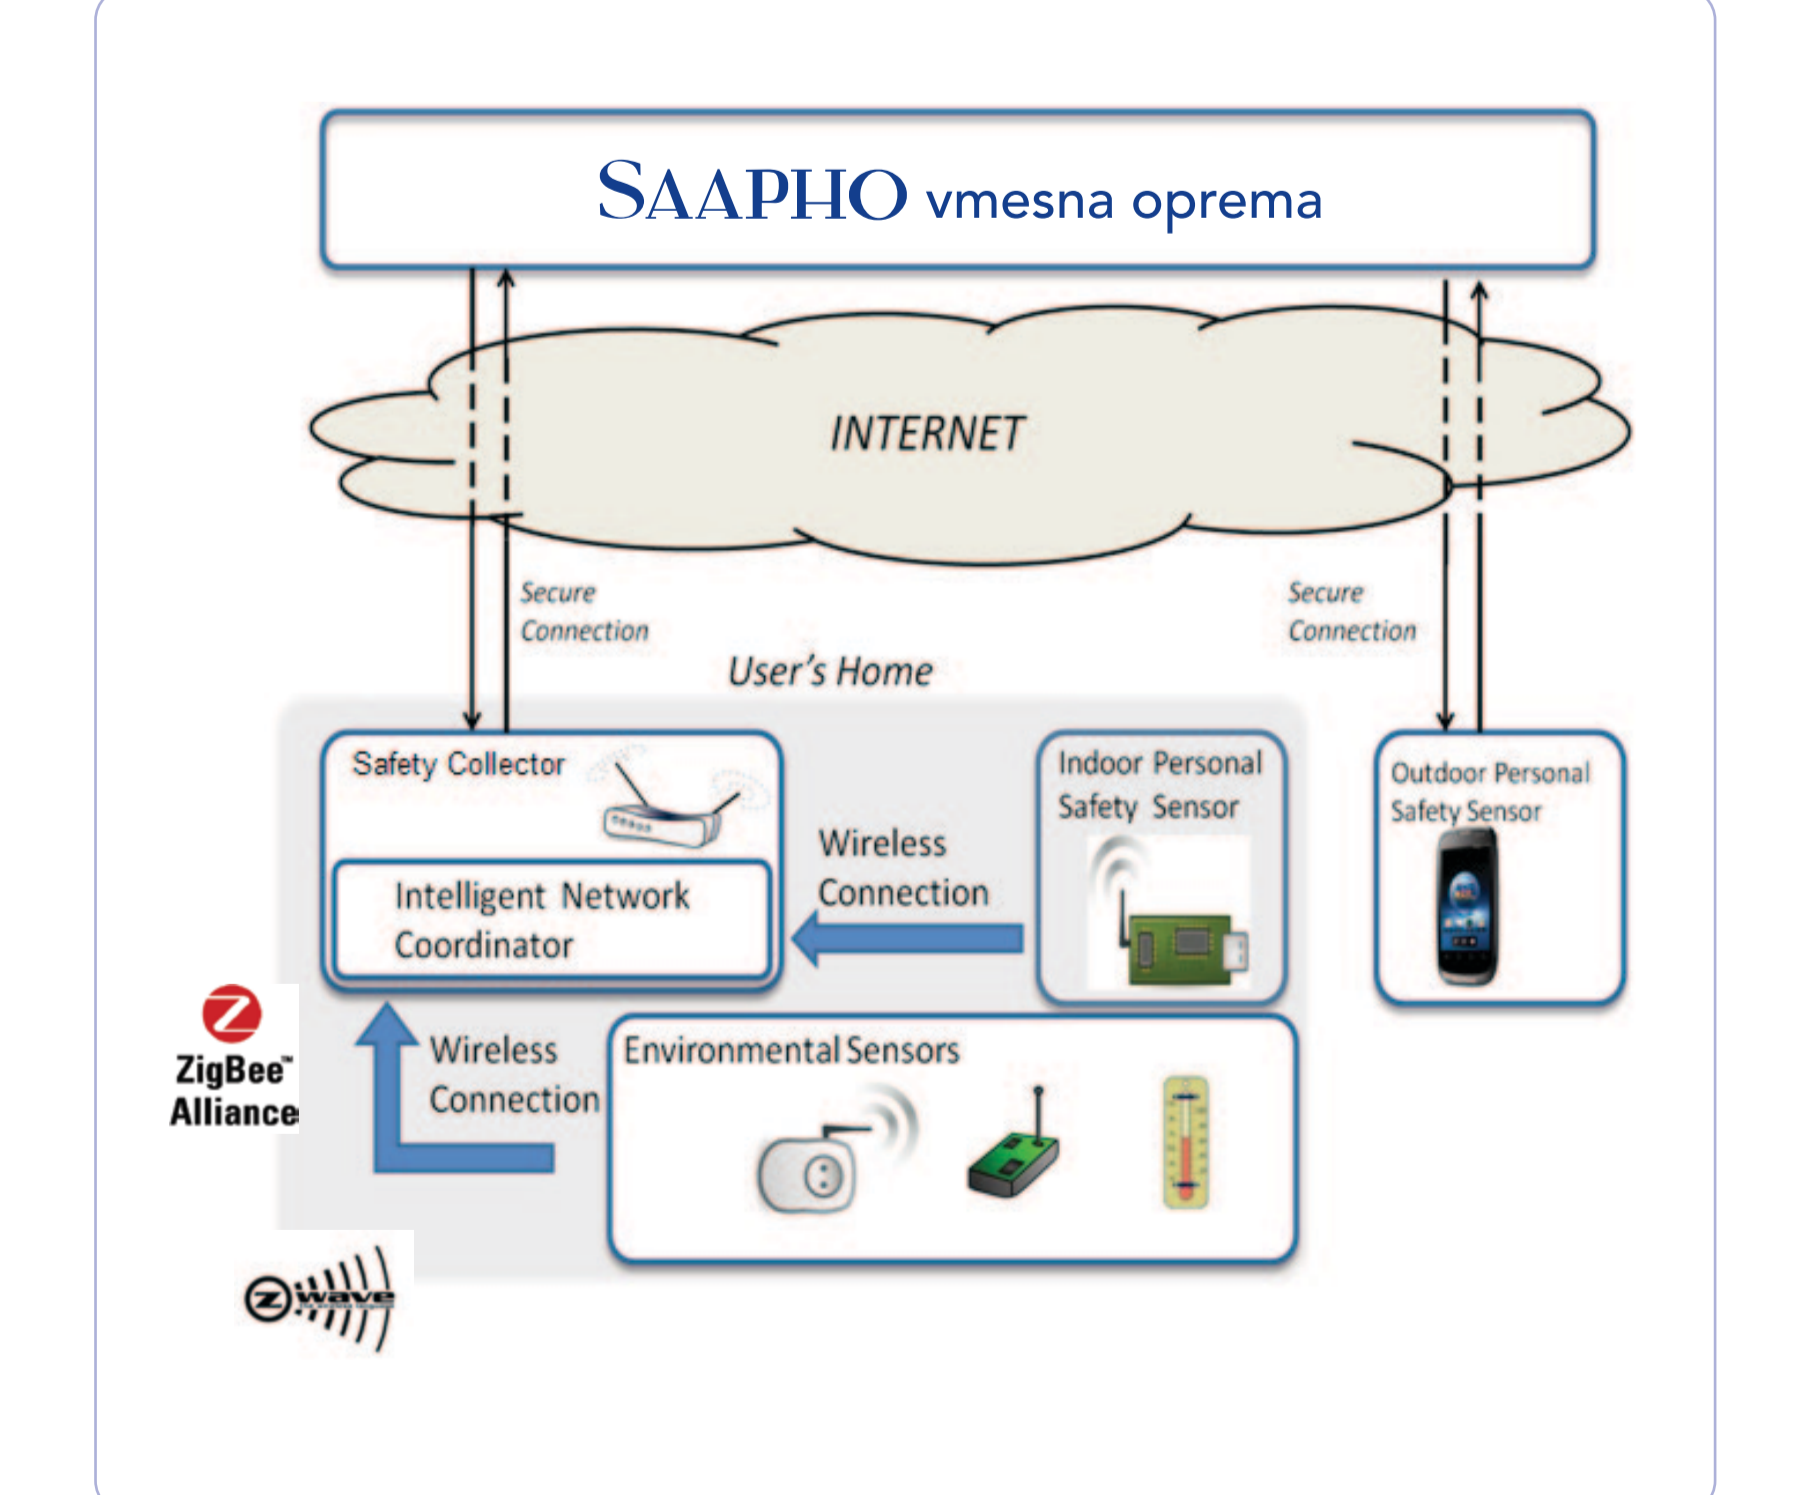 SAAPHO vmesna oprema
INTERNET
Secure
Connection
Secure
Connection
User's Home
Safety Collector
Intelligent Network
Coordinator
Wireless
Connection
Indoor Personal
Safety Sensor
Outdoor Personal
Safety Sensor
ZigBee™
Alliance
Wireless
Connection
Environmental Sensors
Z wave